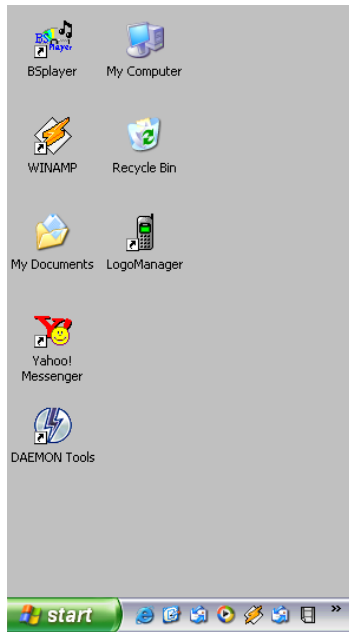 BSplayer
My Computer
WINAMP
Recycle Bin
My Documents
LogoManager
Yahoo!
Messenger
DAEMON Tools
start